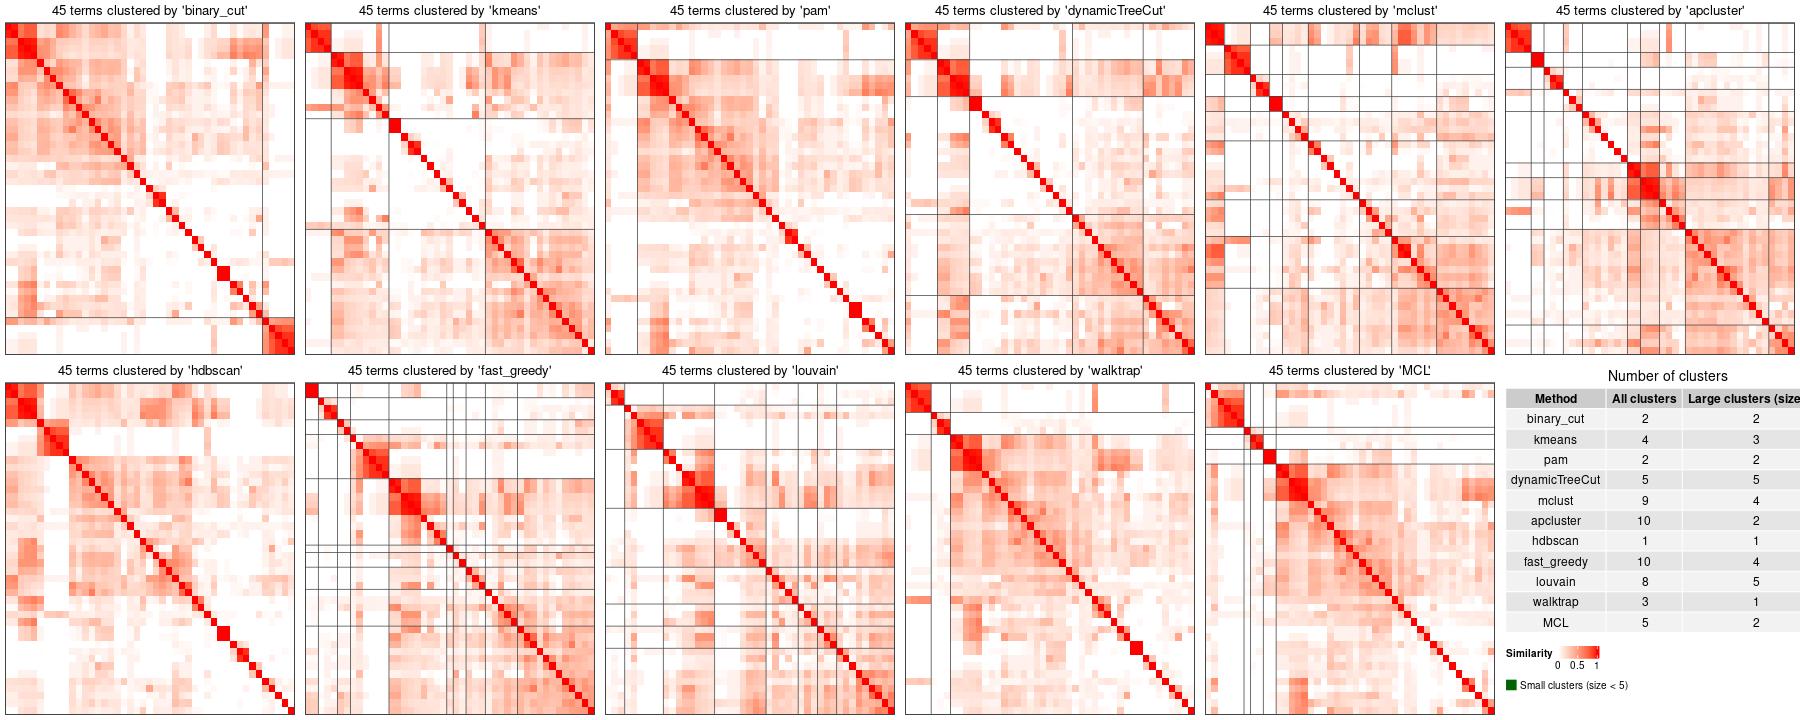 45 terms clustered by 'binary_cut'
45 terms clustered by 'kmeans'
45 terms clustered by 'pam'
45 terms clustered by 'dynamicTreeCut'
45 terms clustered by 'mclust'
45 terms clustered by 'apcluster'
45 terms clustered by 'hdbscan'
45 terms clustered by 'fast_greedy'
45 terms clustered by 'louvain'
45 terms clustered by 'walktrap'
45 terms clustered by 'MCL'
Number of clusters
Method All clusters Large clusters (size
binary_cut 2 2
kmeans 4 3
pam 2 2
dynamicTreeCut 5 5
mclust 9 4
apcluster 10 2
hdbscan 1 1
fast_greedy 10 4
louvain 8 5
walktrap 3 1
MCL 5 2
Similarity
0 0.5 1
Small clusters (size < 5)